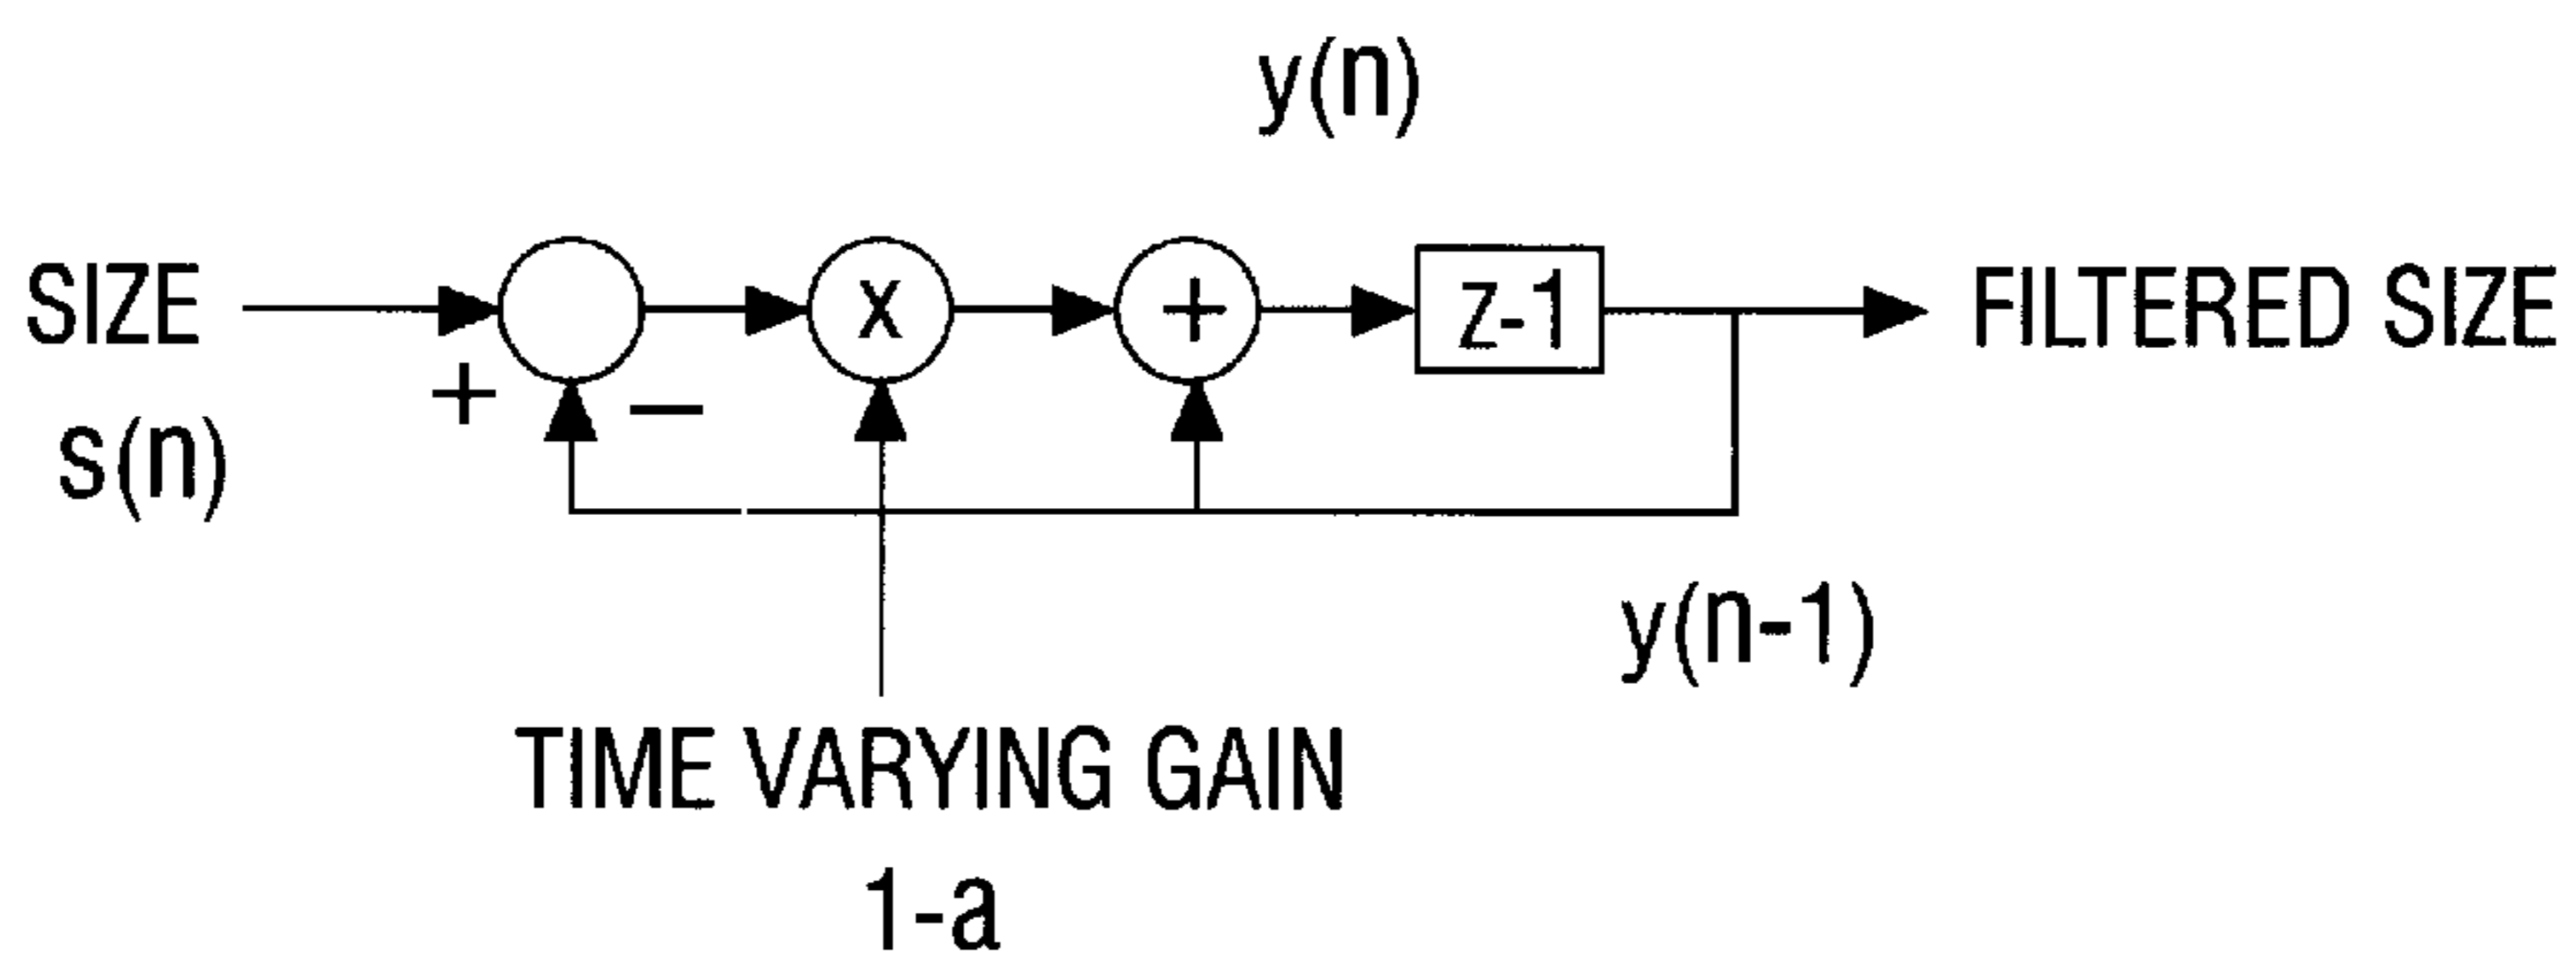 y(n)
SIZE
x
+
z-1
FILTERED SIZE
+
−
s(n)
y(n-1)
TIME VARYING GAIN
1-a